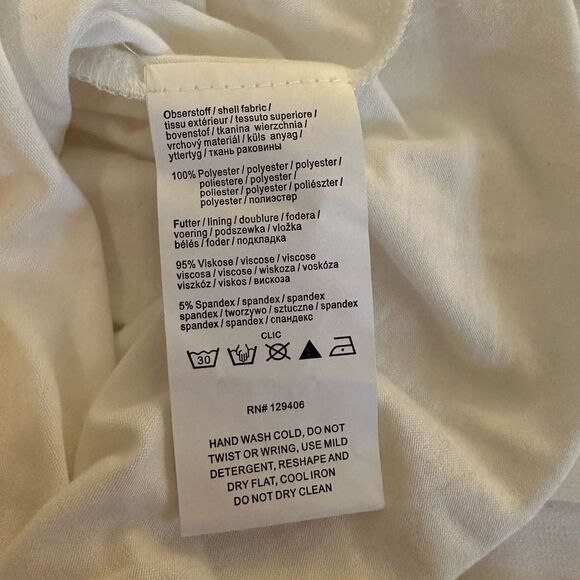 Obserstoff / shell fabric /
tissu extérieur / tessuto superiore /
bovenstof / tkanina wierzchnia /
vrchový materiál / küls anyag /
yttertyg / ткань раковины
100% Polyester / polyester / polyester /
poliestere / polyester /
poliester / polyester / poliészter /
polyester / полиэстер
Futter / lining / doublure / fodera /
voering / podszewka / vložka
bélés / foder / подкладка
95% Viskose / viscose / viscose
viscosa / viscose / wiskoza / voskóza
viszkóz / viskos / вискоза
5% Spandex / spandex / spandex
spandex / tworzywo / sztuczne / spandex
spandex / spandex / спандекс
CLIC
30
RN# 129406
HAND WASH COLD, DO NOT
TWIST OR WRING, USE MILD
DETERGENT, RESHAPE AND
DRY FLAT, COOL IRON
DO NOT DRY CLEAN